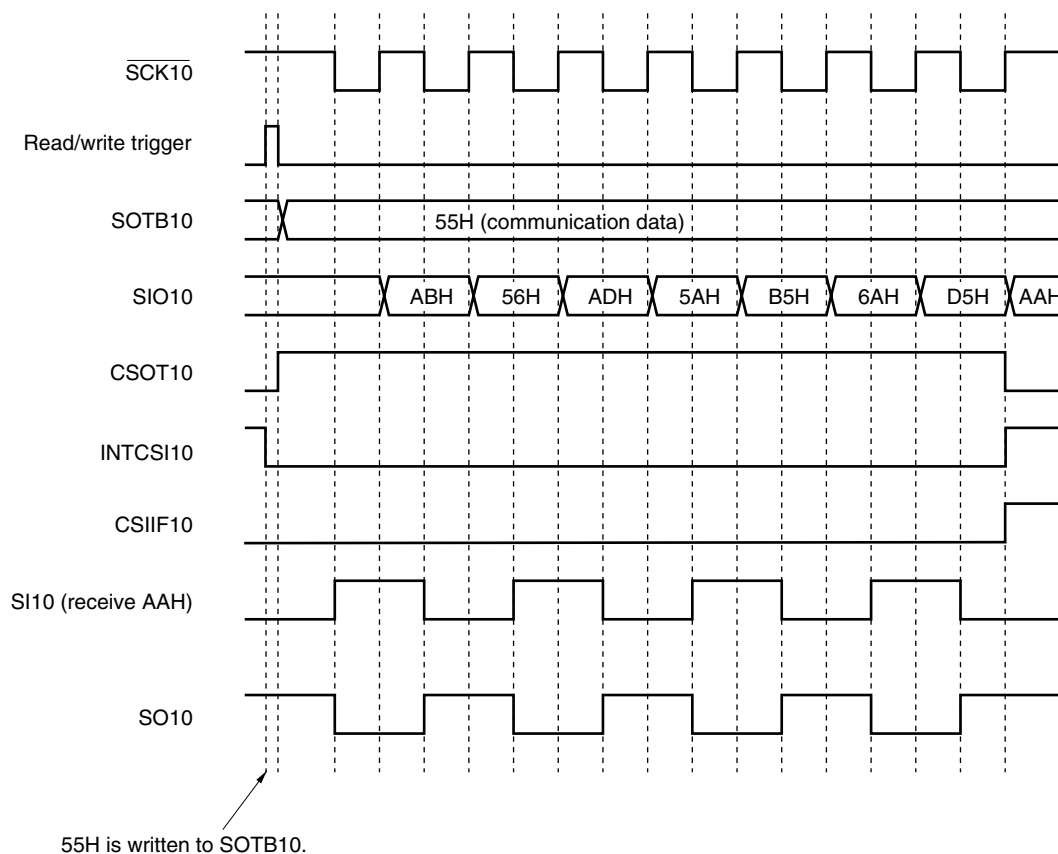 SCK10
Read/write trigger
SOTB10
55H (communication data)
SIO10
ABH
56H
ADH
5AH
B5H
6AH
D5H
AAH
CSOT10
INTCSI10
CSIIF10
SI10 (receive AAH)
SO10
55H is written to SOTB10.